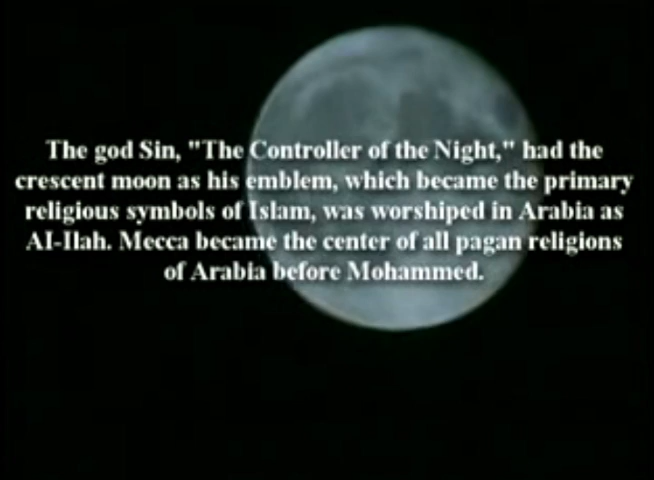 The god Sin, "The Controller of the Night," had the
crescent moon as his emblem, which became the primary
religious symbols of Islam, was worshiped in Arabia as
AI-Ilah. Mecca became the center of all pagan religions
of Arabia before Mohammed.